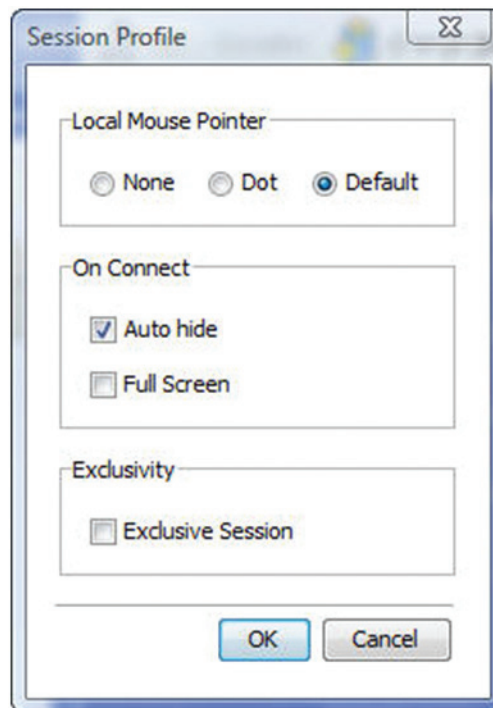 Session Profile
Local Mouse Pointer
None Dot Default
On Connect
Auto hide
Full Screen
Exclusivity
Exclusive Session
OK Cancel